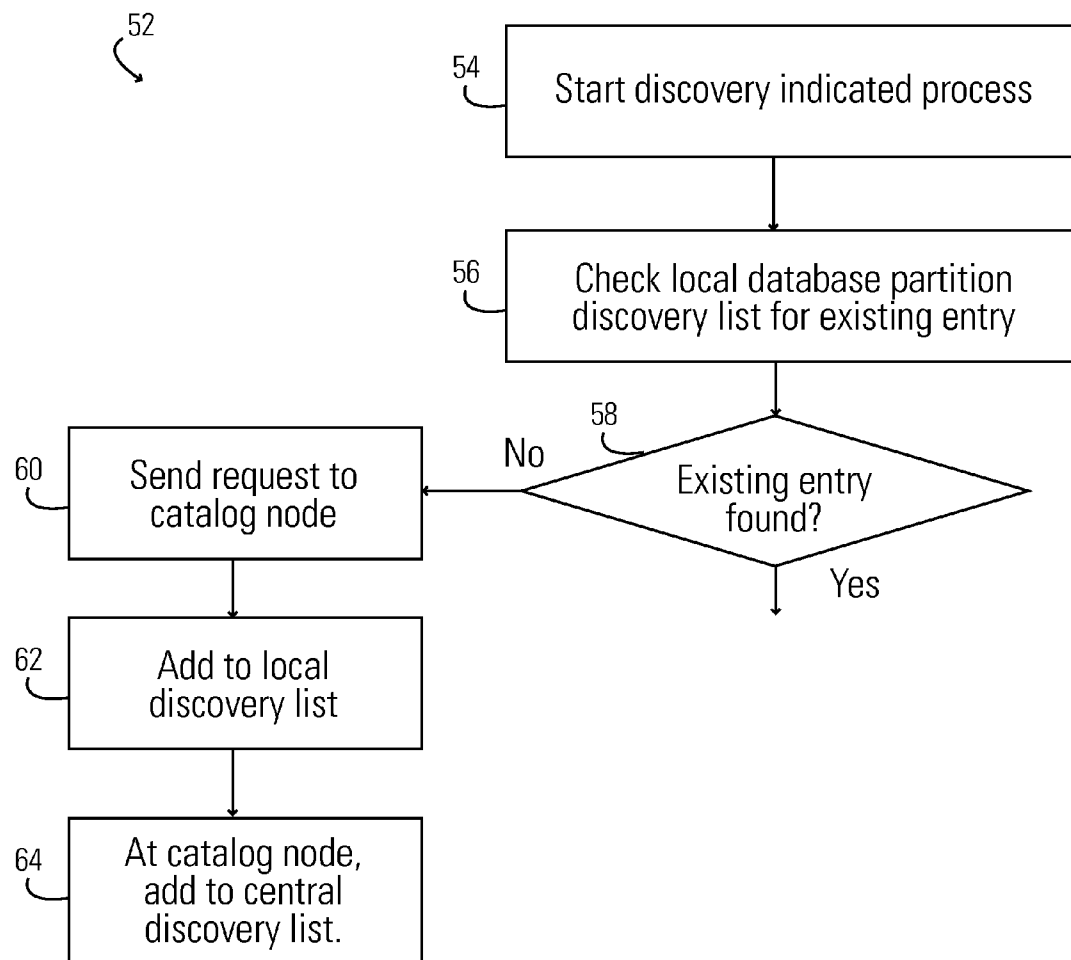 52
54
Start discovery indicated process
56
Check local database partition
discovery list for existing entry
58
Existing entry
found?
No
Yes
60
Send request to
catalog node
62
Add to local
discovery list
64
At catalog node,
add to central
discovery list.